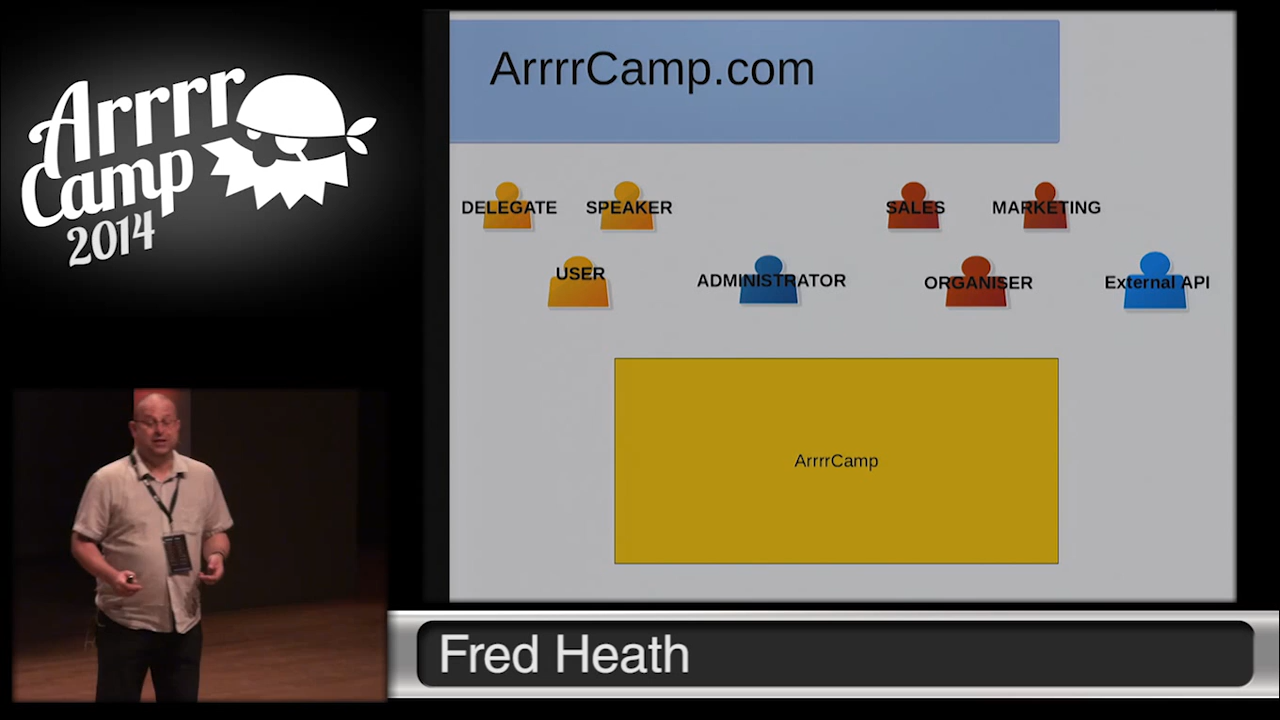 Arrrr
Camp
2014
ArrrrCamp.com
DELEGATE SPEAKER SALES MARKETING
USER ADMINISTRATOR ORGANISER External API
ArrrrCamp
Fred Heath